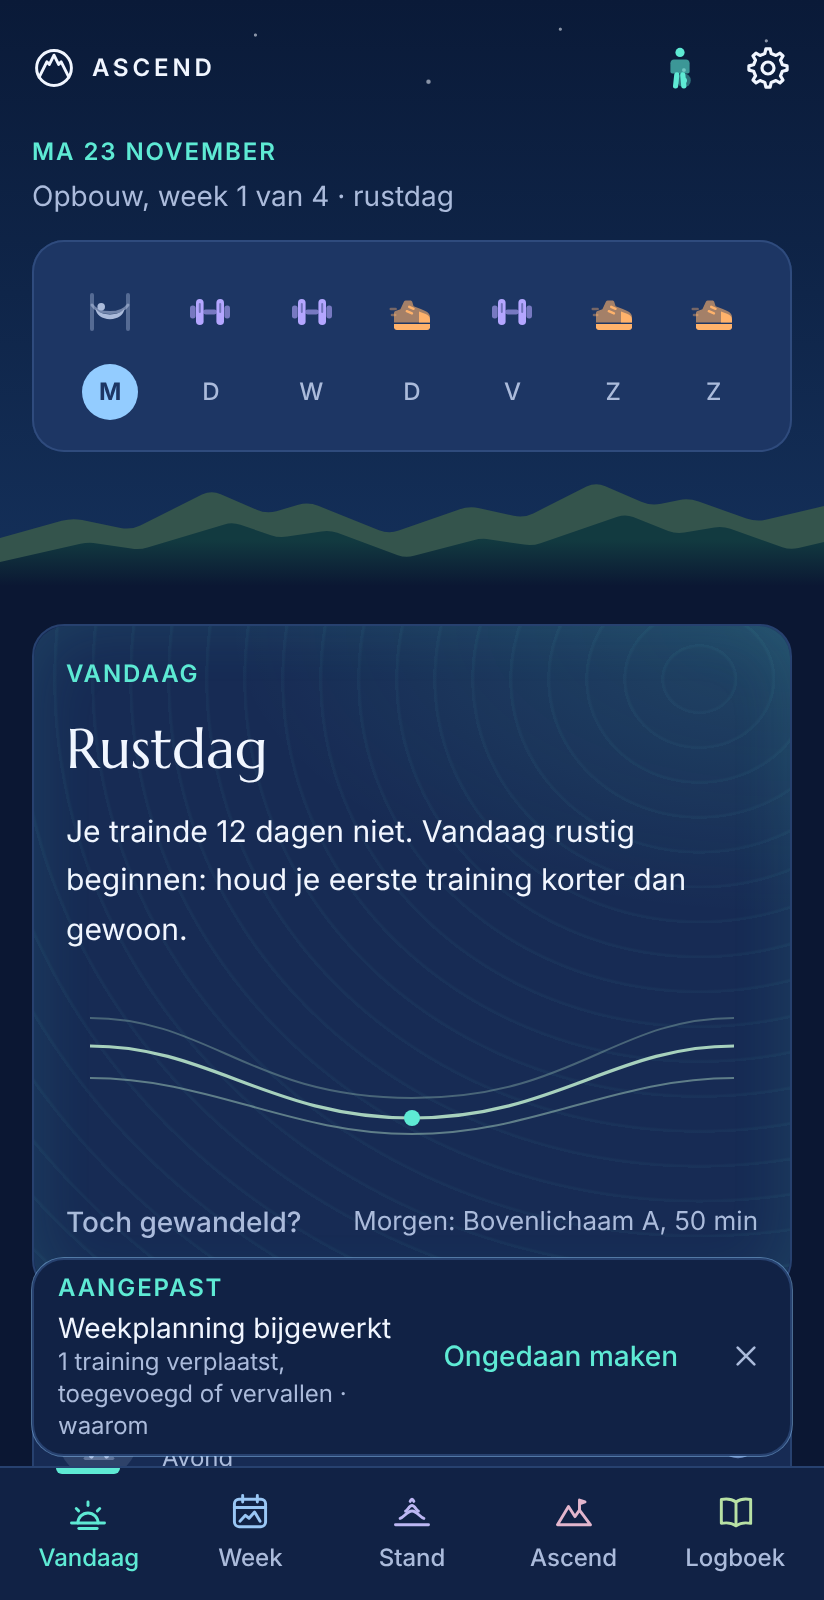 ASCEND
MA 23 NOVEMBER
Opbouw, week 1 van 4 · rustdag
M D W D V Z Z
VANDAAG
Rustdag
Je trainde 12 dagen niet. Vandaag rustig
beginnen: houd je eerste training korter dan
gewoon.
Toch gewandeld? Morgen: Bovenlichaam A, 50 min
AANGEPAST
Weekplanning bijgewerkt
1 training verplaatst,
toegevoegd of vervallen ·
waarom
Ongedaan maken
Avond
Vandaag Week Stand Ascend Logboek